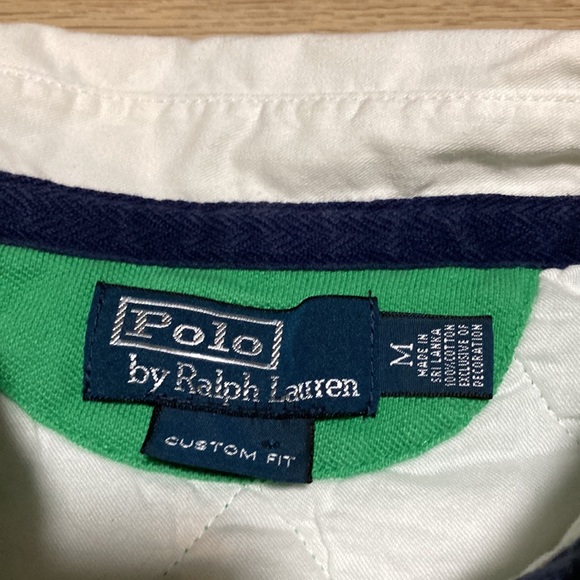 Polo
by Ralph Lauren
CUSTOM FIT
M
MADE IN
SRI LANKA
100%COTTON
EXCLUSIVE OF
DECORATION